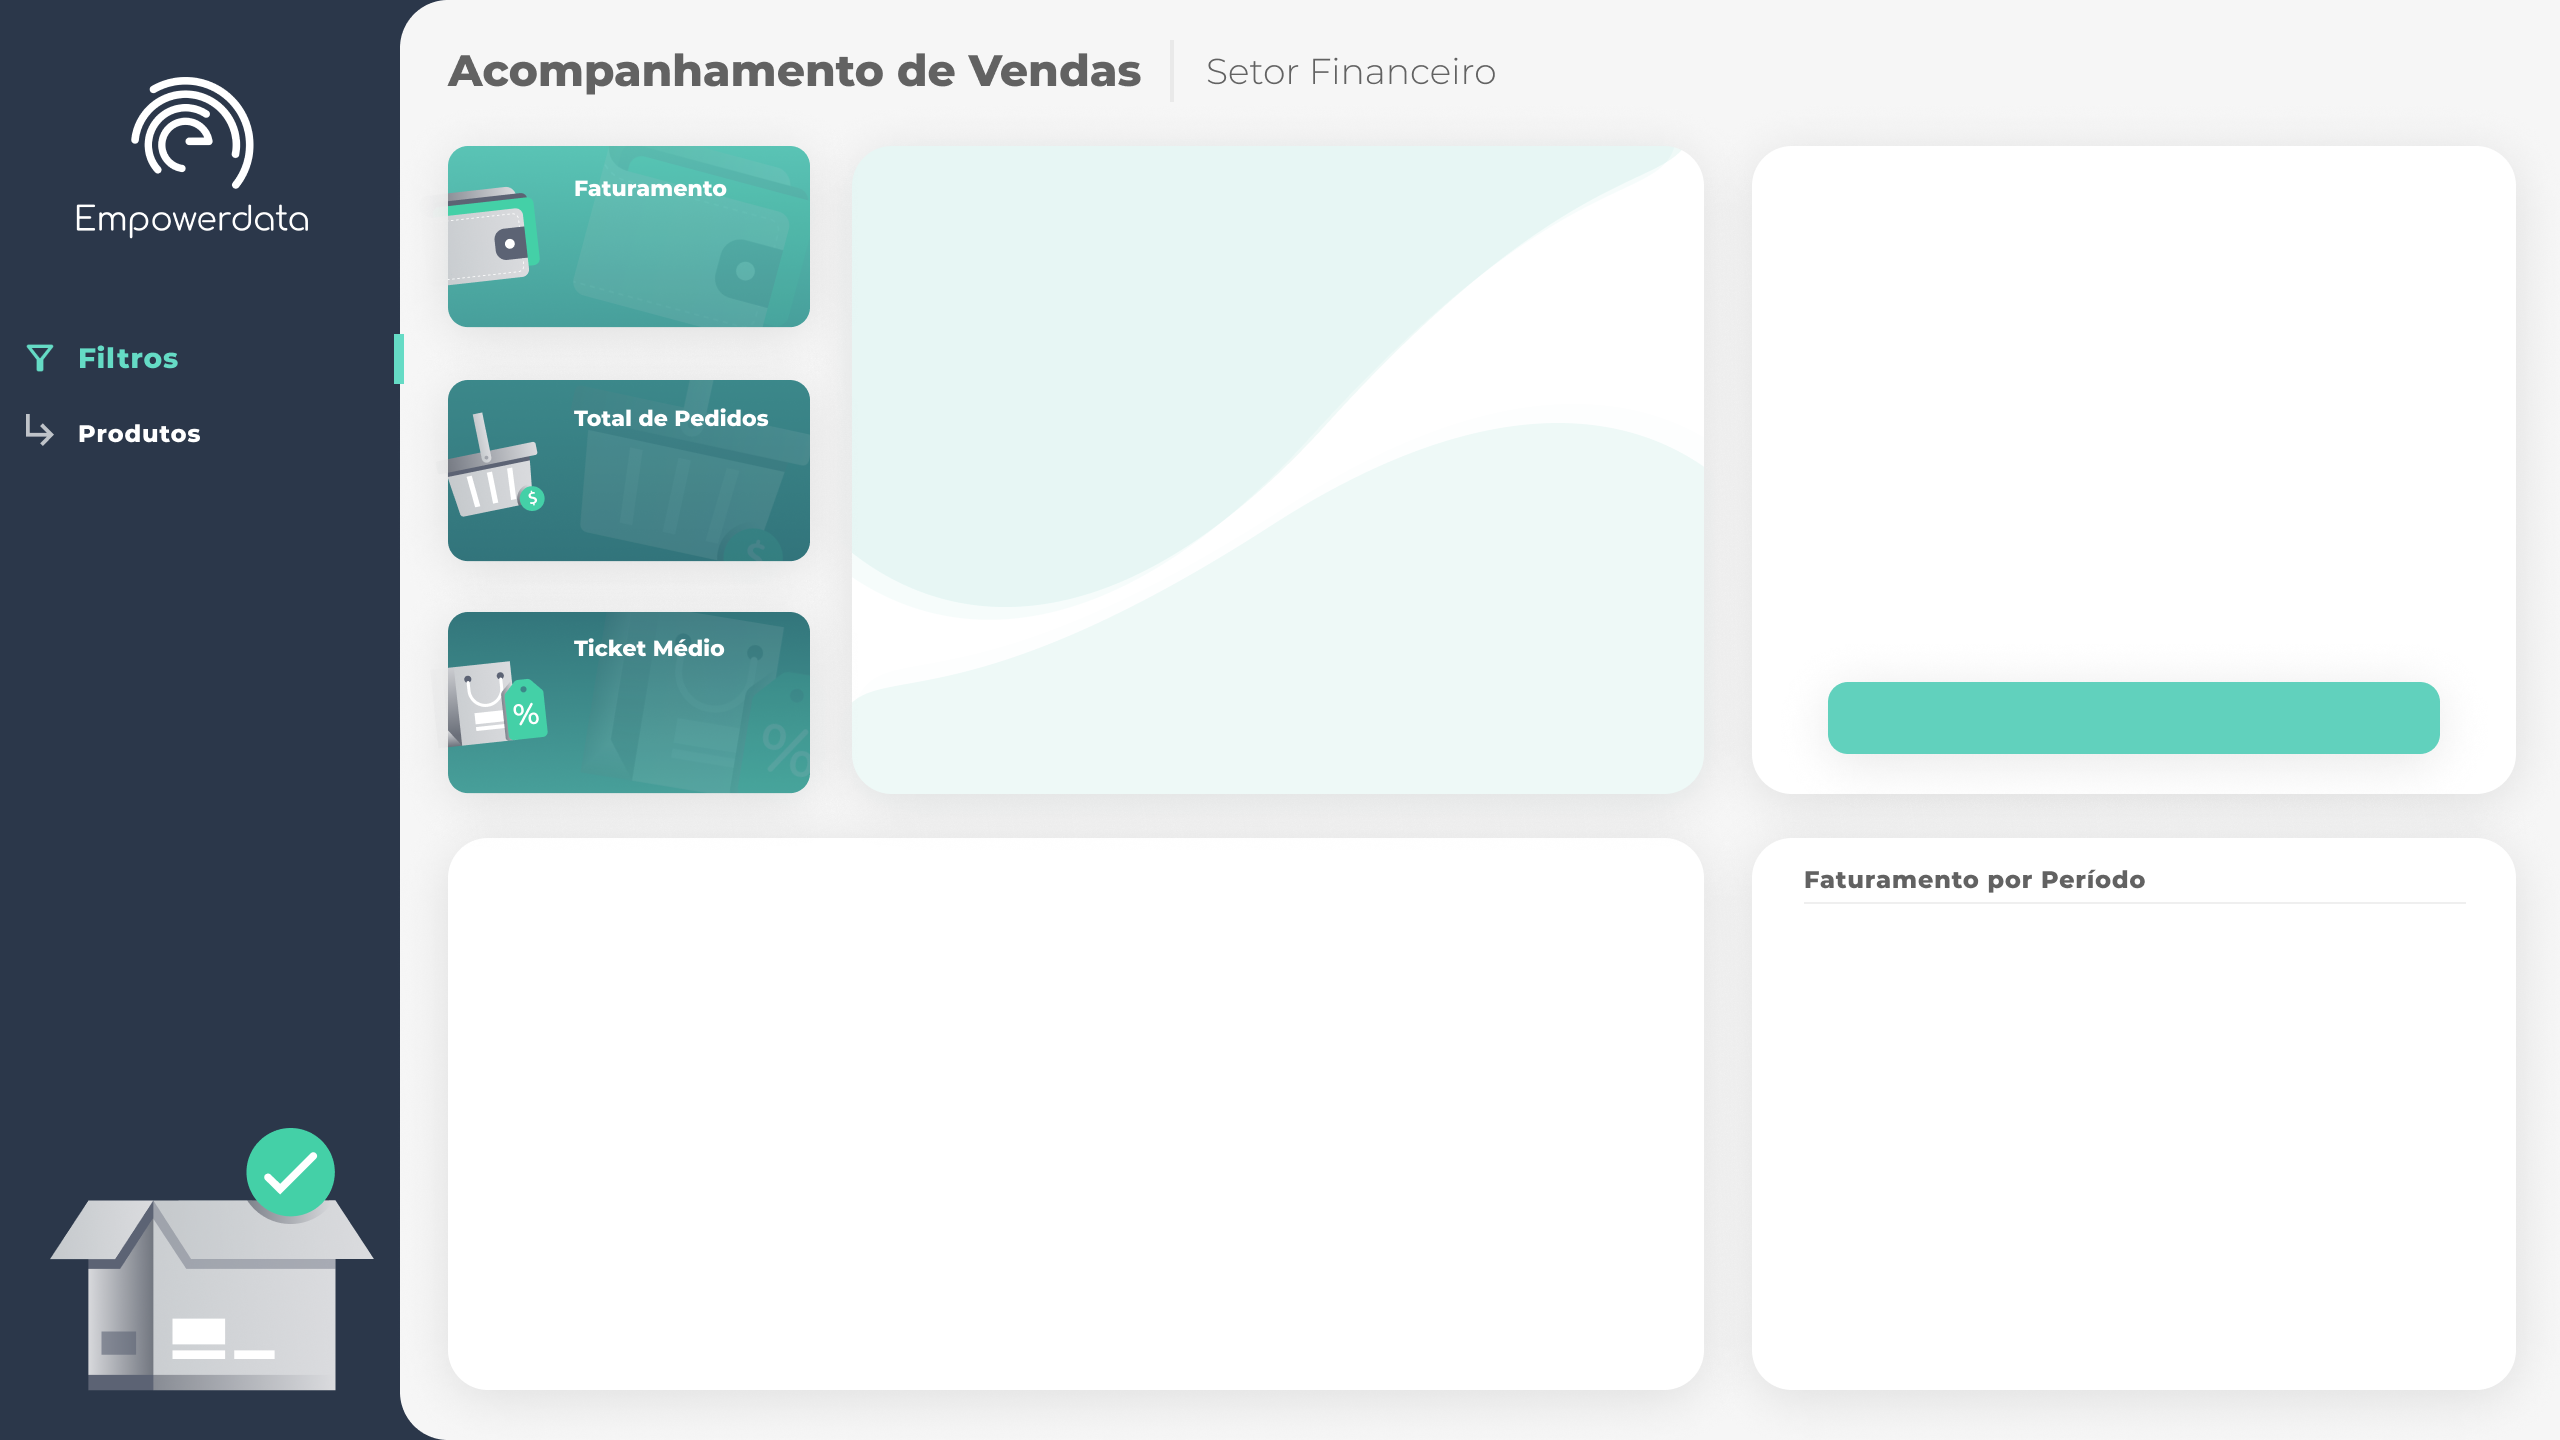 Empowerdata
Filtros
Produtos
Acompanhamento de Vendas
Setor Financeiro
Faturamento
Total de Pedidos
$
$
Ticket Médio
%
%
Faturamento por Período